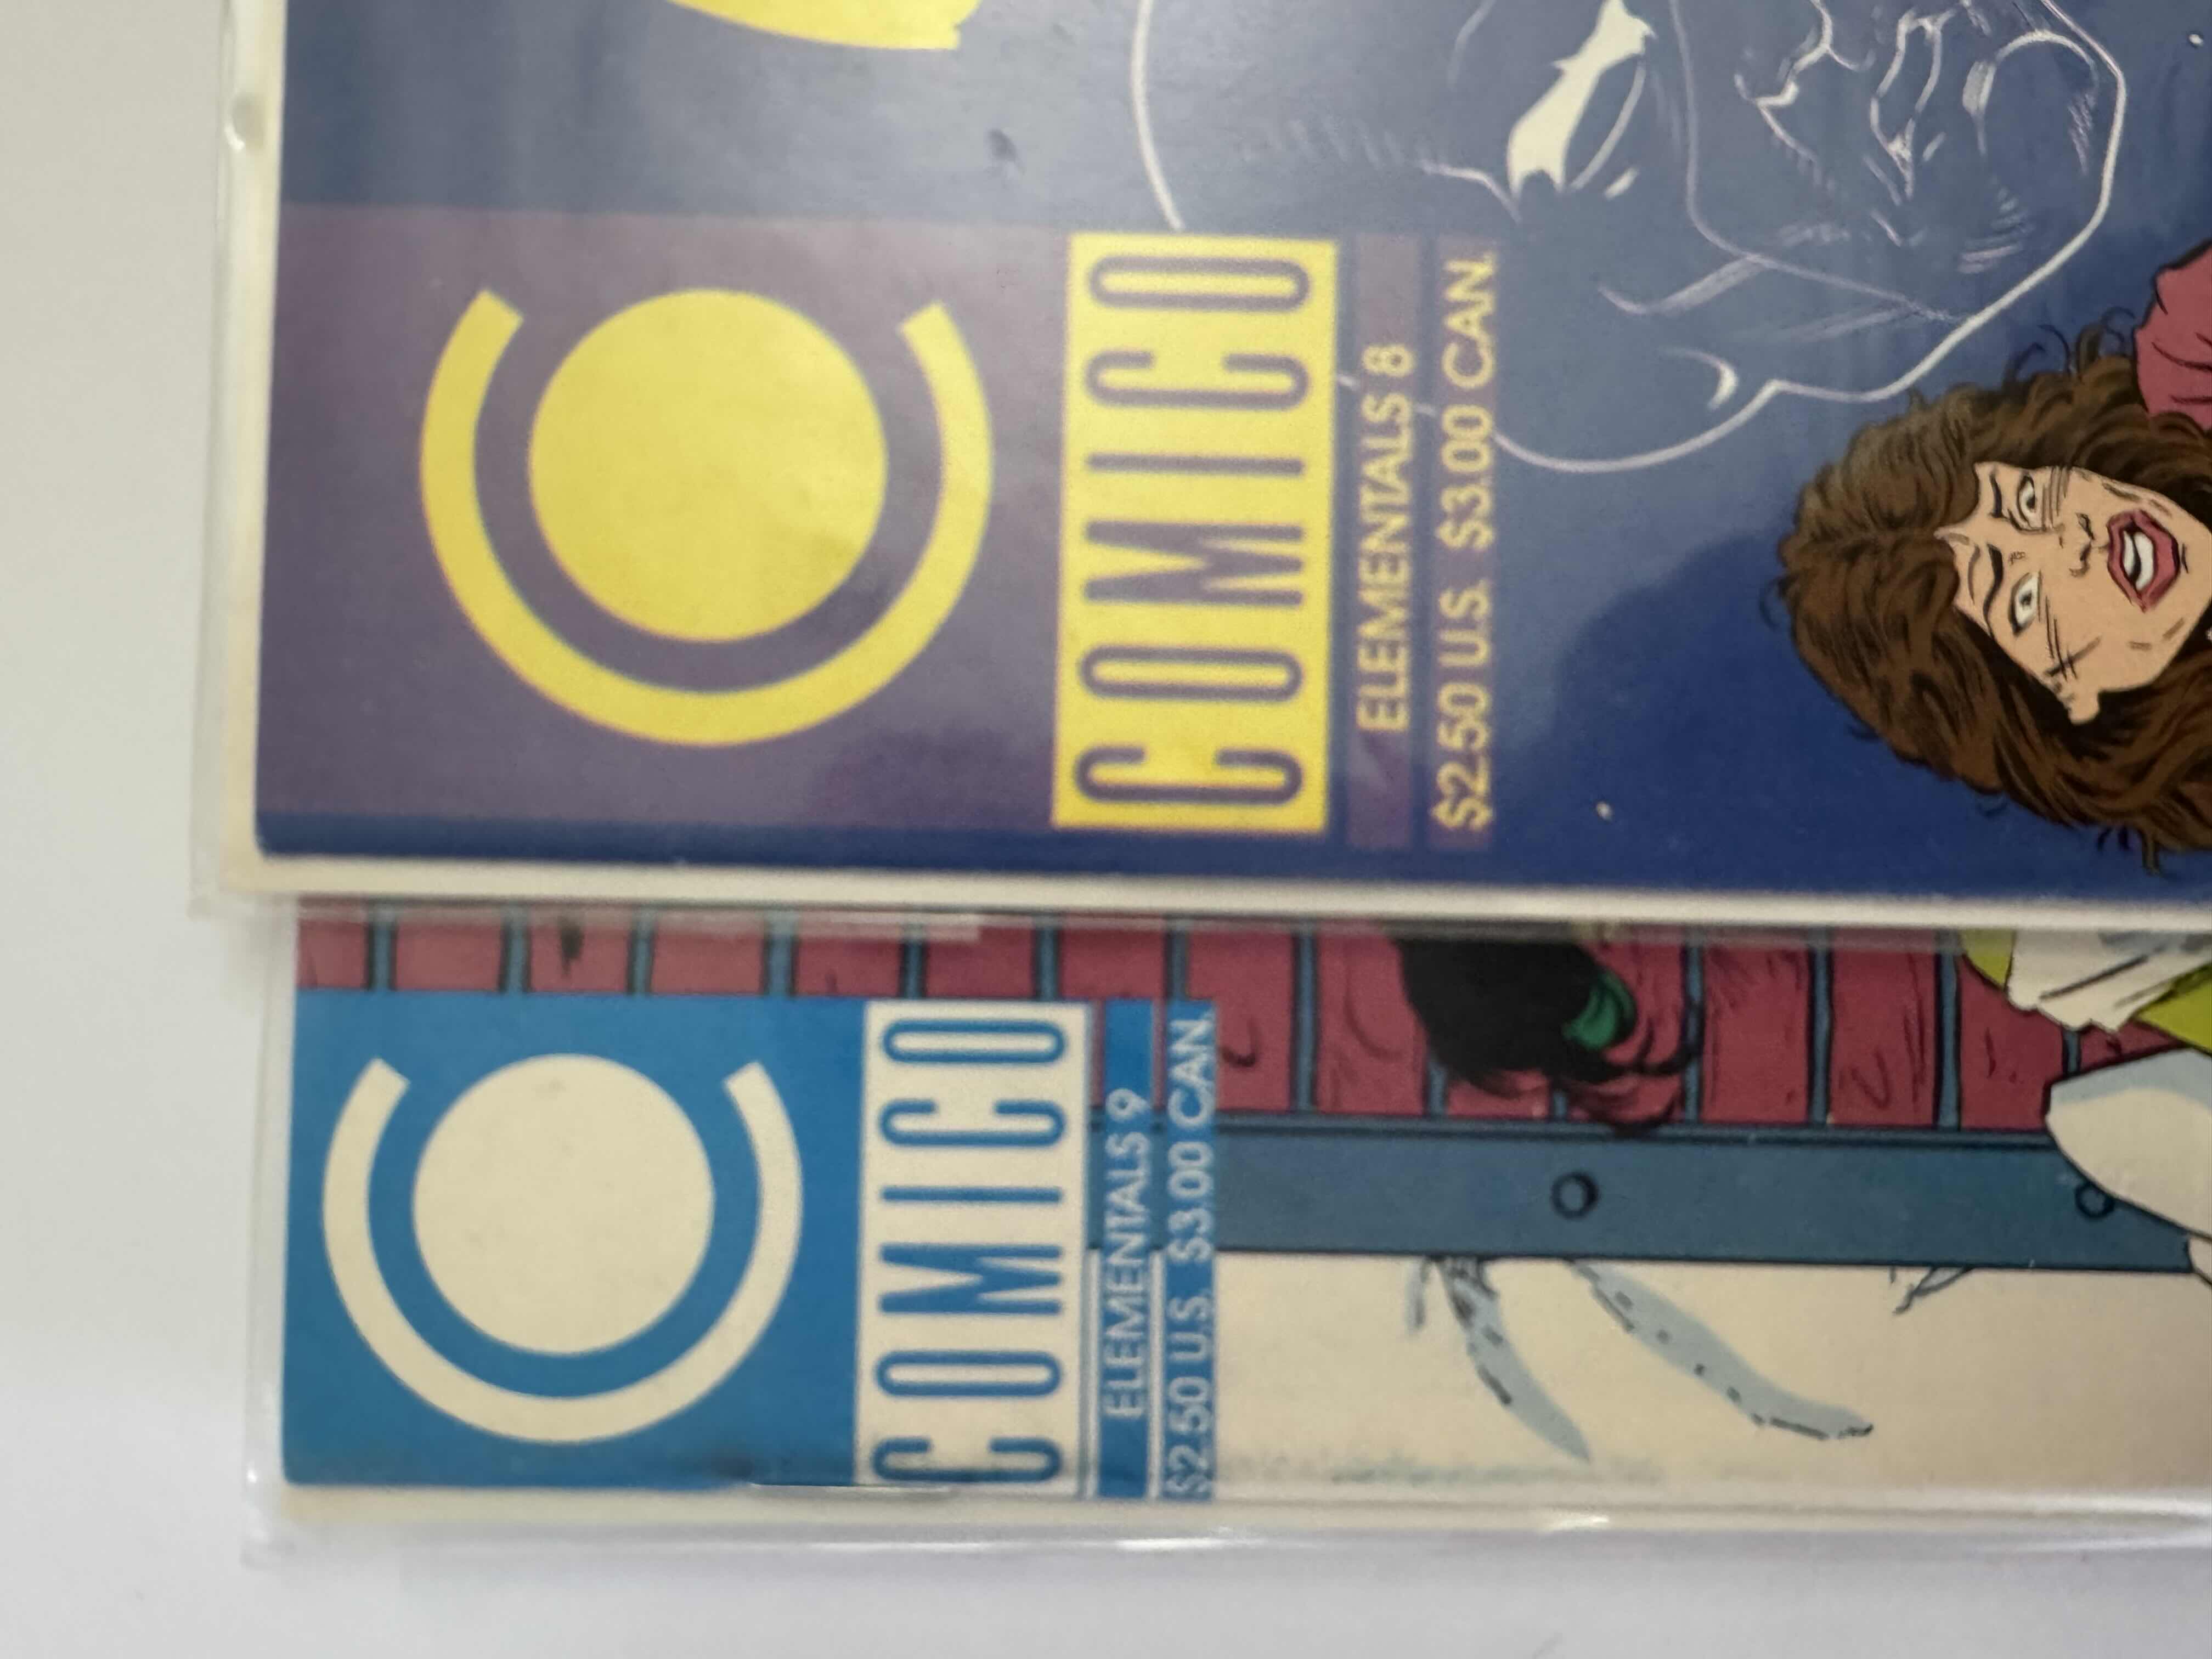 COMICO
ELEMENTALS 8
$2.50 U.S. $3.00 CAN.
COMICO
ELEMENTALS 9
$2.50 U.S. $3.00 CAN.